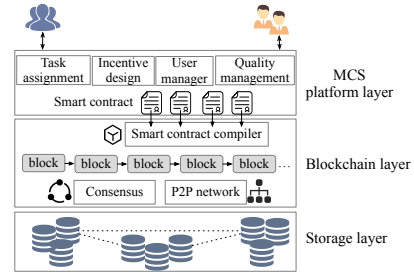 Task assignment
Incentive design
User manager
Quality management
Smart contract
MCS platform layer
Smart contract compiler
block block block block block ...
Blockchain layer
Consensus
P2P network
Storage layer